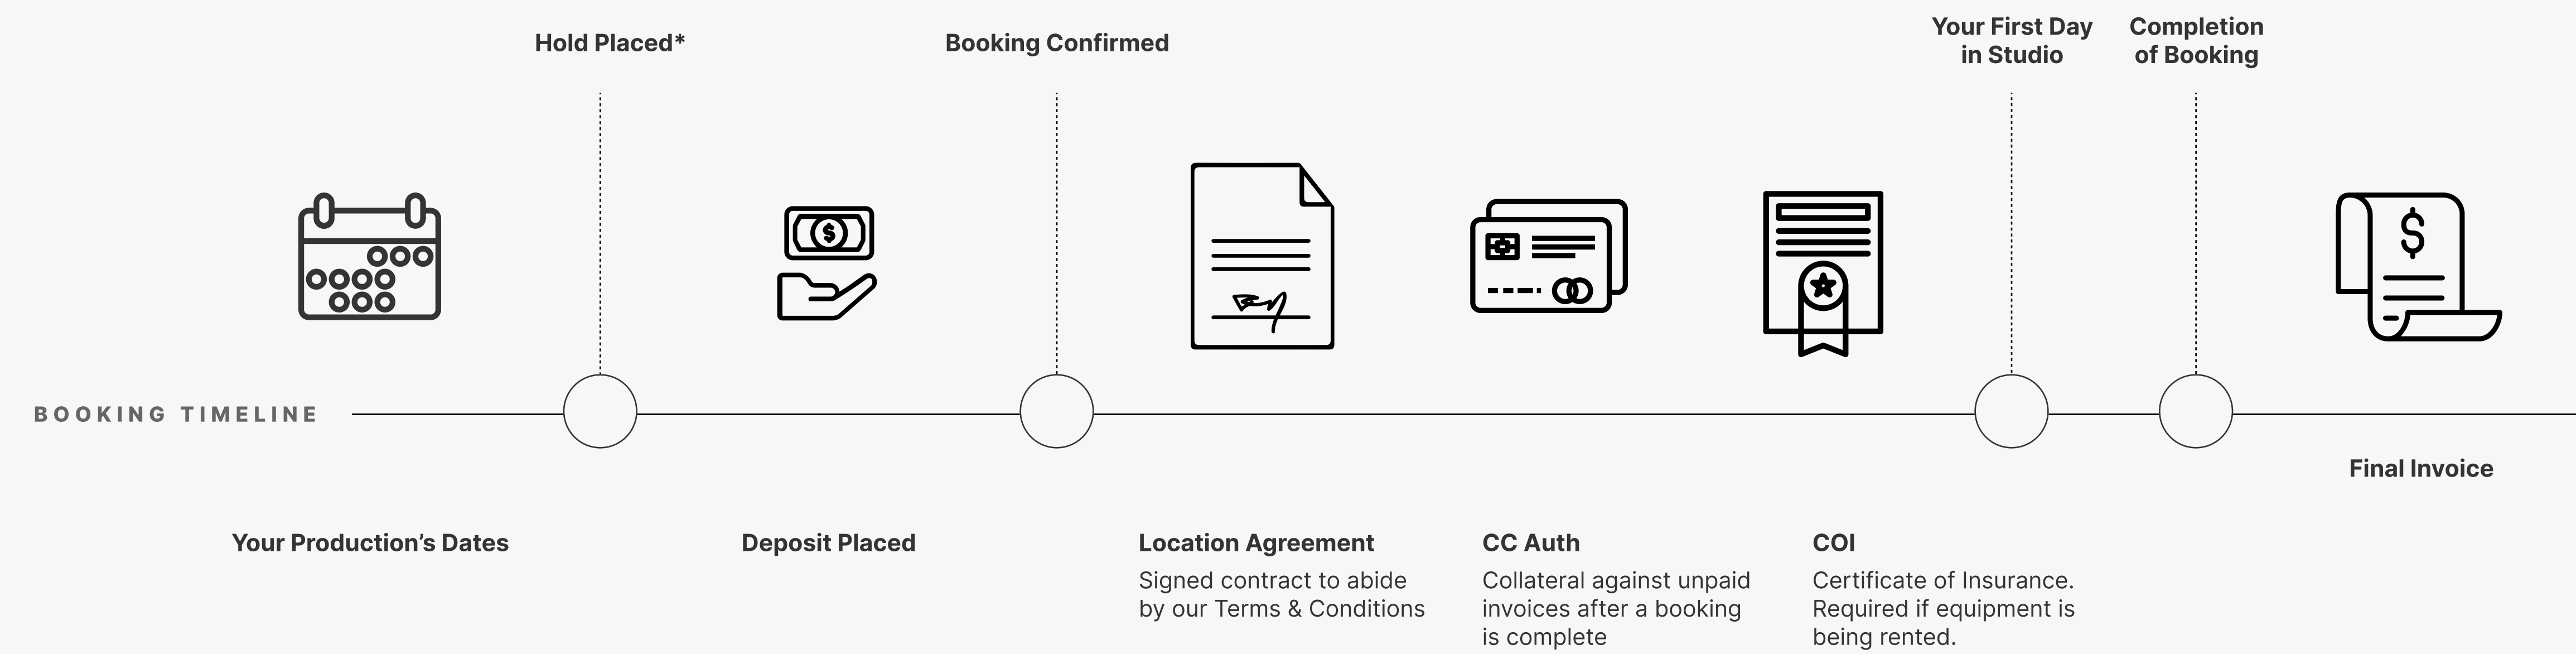 Hold Placed*
Booking Confirmed
Your First Day
in Studio
Completion
of Booking
BOOKING TIMELINE
Final Invoice
Your Production’s Dates
Deposit Placed
Location Agreement
Signed contract to abide
by our Terms & Conditions
CC Auth
Collateral against unpaid
invoices after a booking
is complete
COI
Certificate of Insurance.
Required if equipment is
being rented.